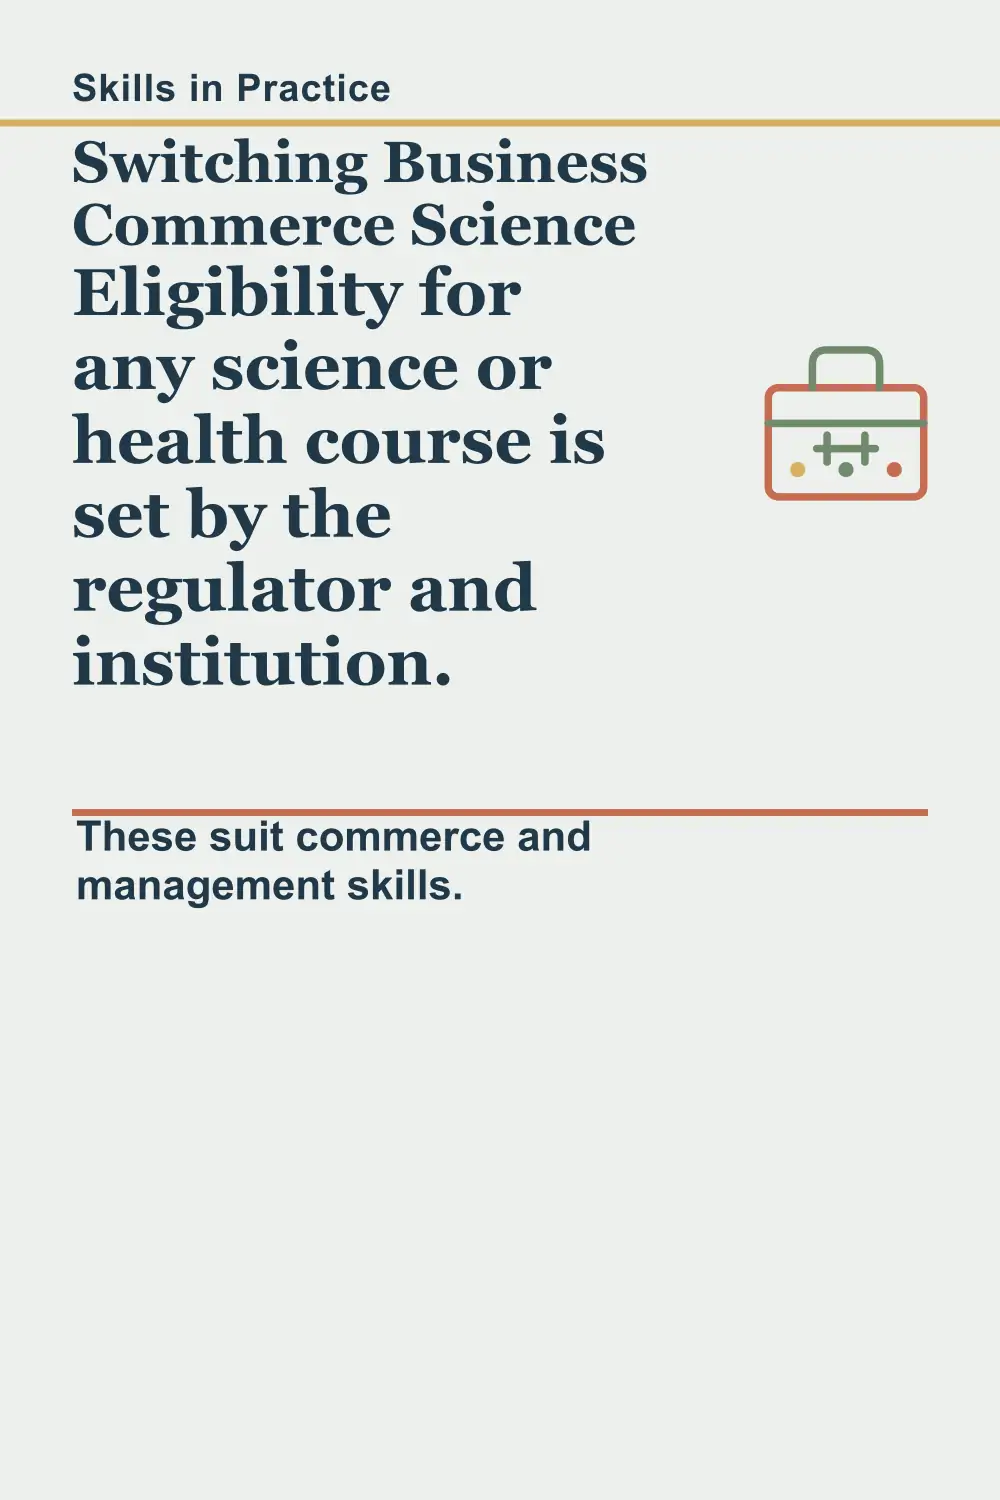 Skills in Practice
Switching Business
Commerce Science
Eligibility for
any science or
health course is
set by the
regulator and
institution.
These suit commerce and
management skills.